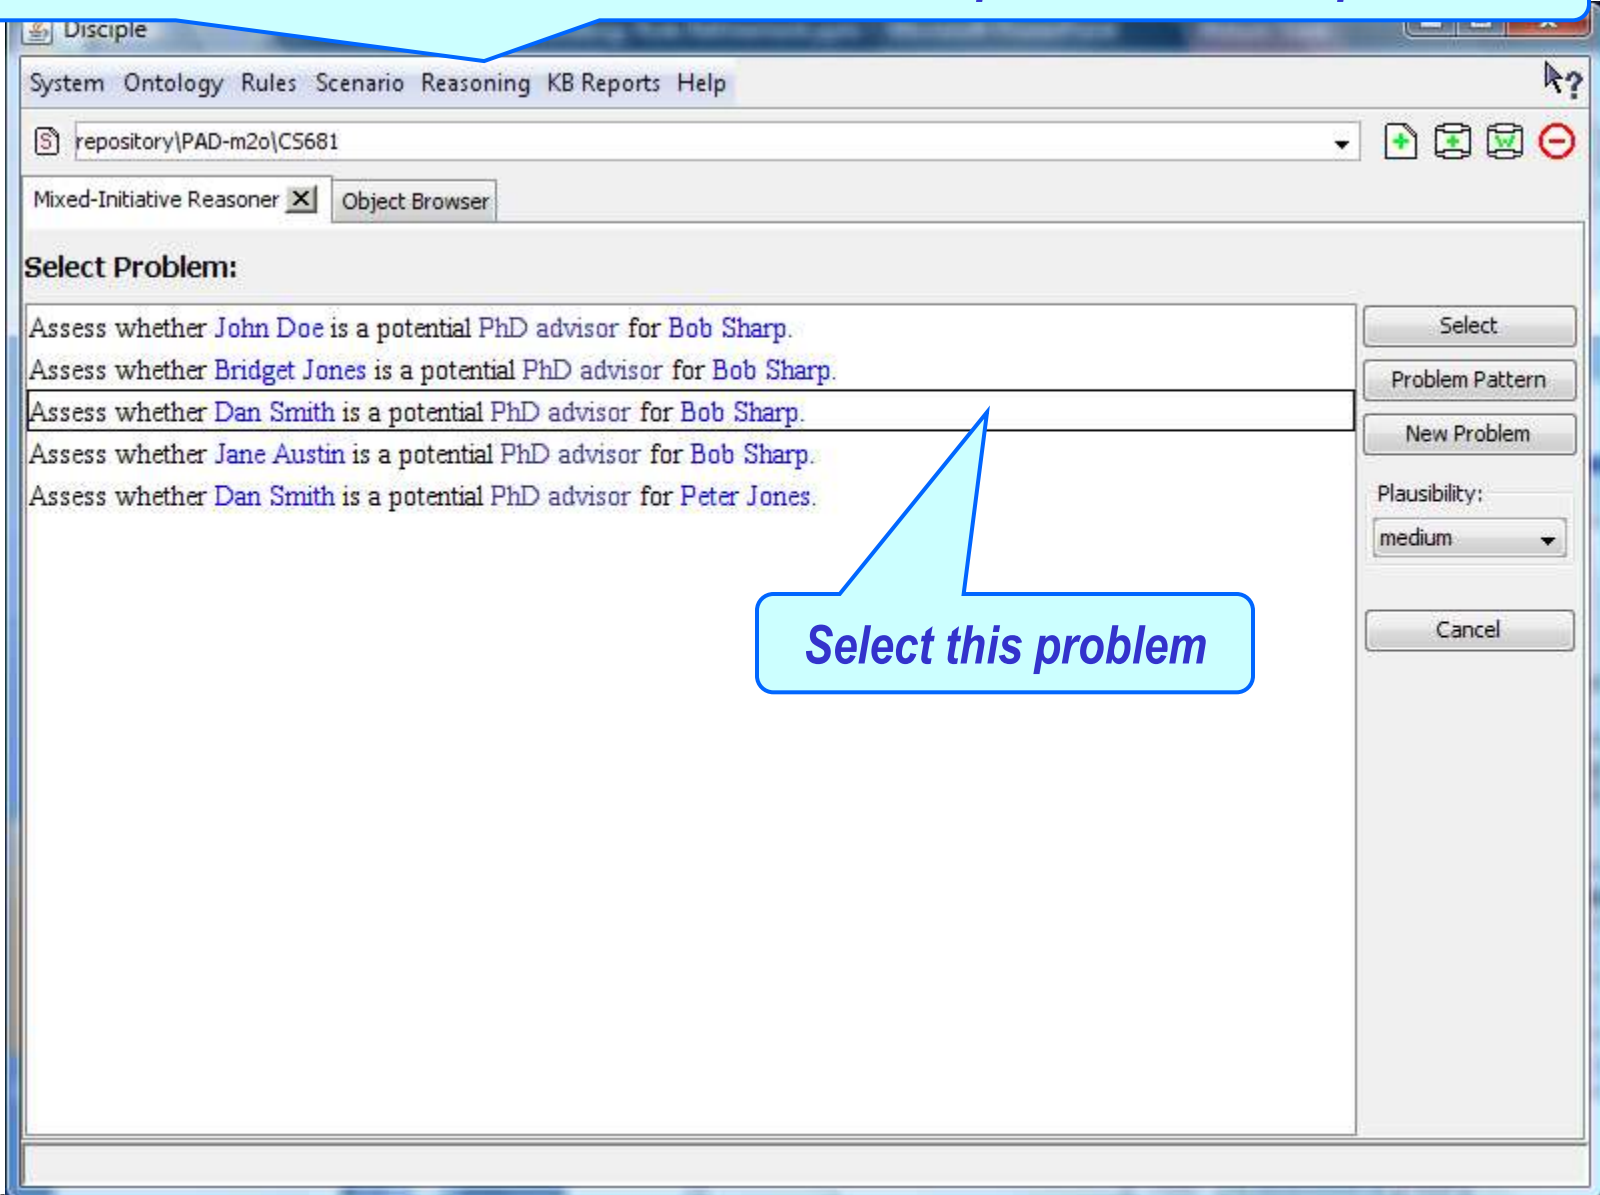 Disciple
System Ontology Rules Scenario Reasoning KB Reports Help
repository\PAD-m2o\CS681
Mixed-Initiative Reasoner
Object Browser
Select Problem:
Assess whether John Doe is a potential PhD advisor for Bob Sharp.
Assess whether Bridget Jones is a potential PhD advisor for Bob Sharp.
Assess whether Dan Smith is a potential PhD advisor for Bob Sharp.
Assess whether Jane Austin is a potential PhD advisor for Bob Sharp.
Assess whether Dan Smith is a potential PhD advisor for Peter Jones.
Select
Problem Pattern
New Problem
Plausibility:
medium
Cancel
Select this problem